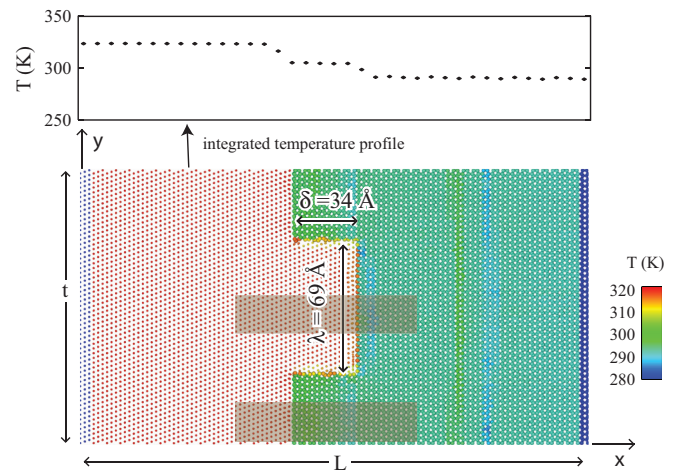 350
300
250
T (K)
y
integrated temperature profile
δ =34 Å
λ = 69 Å
t
T (K)
320
310
300
290
280
L
x